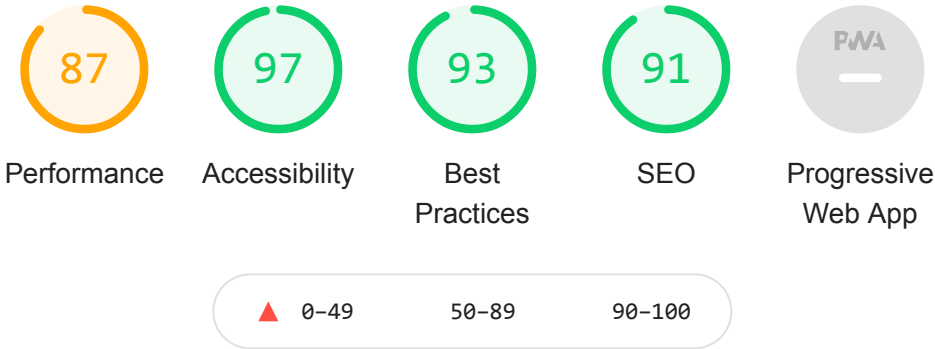 87
97
93
91
PWA
Performance
Accessibility
Best
Practices
SEO
Progressive
Web App
0–49
50–89
90–100